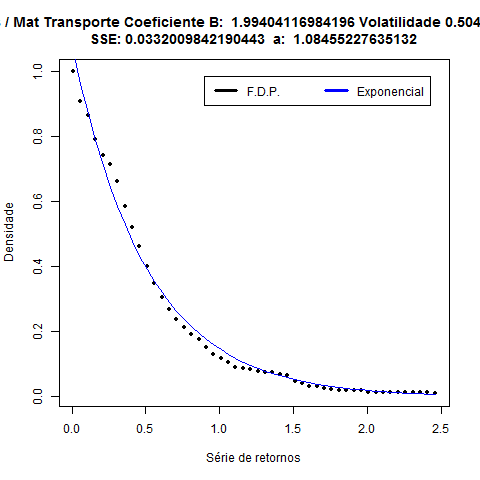 / Mat Transporte Coeficiente B: 1.99404116984196 Volatilidade 0.504
SSE: 0.0332009842190443 a: 1.08455227635132
F.D.P. Exponencial
1.0
0.8
0.6
0.4
0.2
0.0
Densidade
0.0 0.5 1.0 1.5 2.0 2.5
Série de retornos